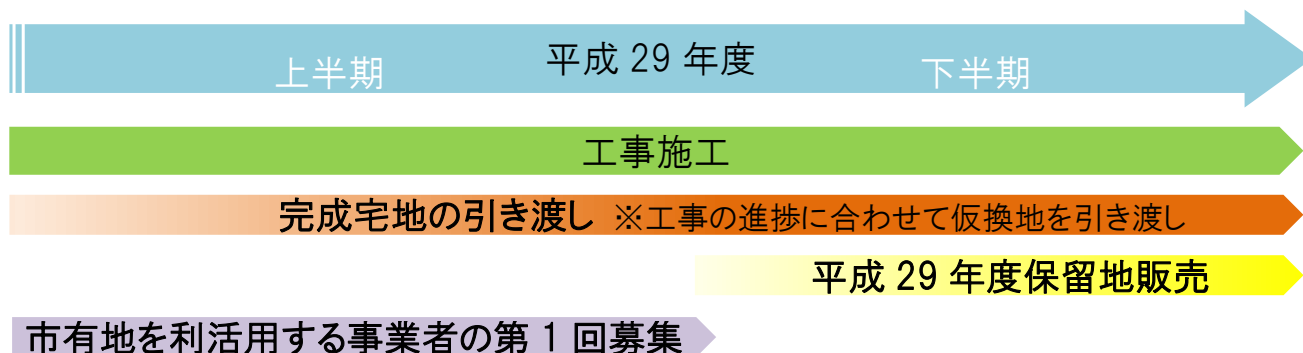 平成 29 年度
上半期
下半期
工事施工
完成宅地の引き渡し ※工事の進捗に合わせて仮換地を引き渡し
平成 29 年度保留地販売
市有地を利活用する事業者の第 1 回募集